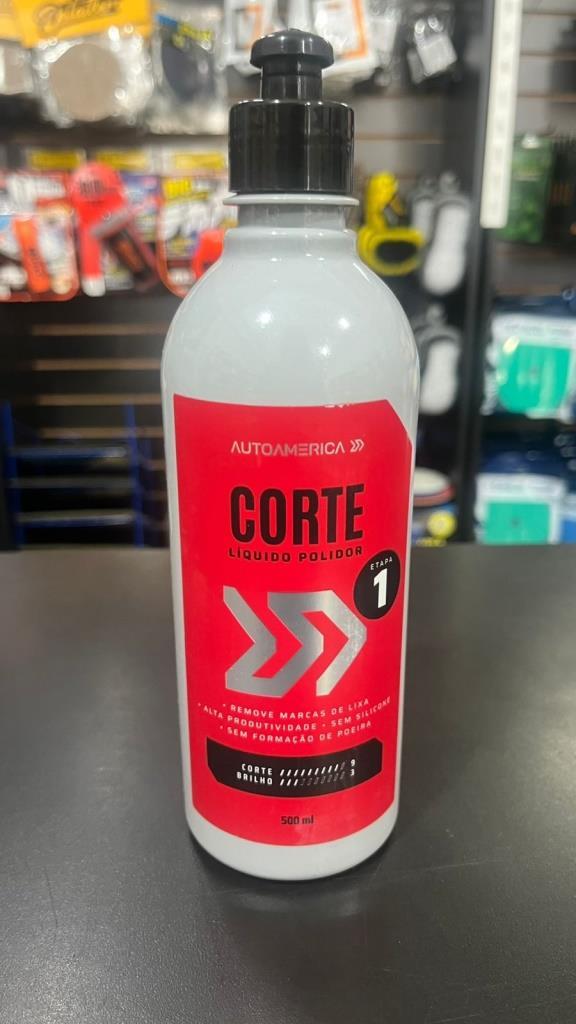 AUTOAMERICA
CORTE
LÍQUIDO POLIDOR
ETAPA
1
• REMOVE MARCAS DE LIXA
• ALTA PRODUTIVIDADE • SEM SILICONE
• SEM FORMAÇÃO DE POEIRA
CORTE ////////// 9
BRILHO ////////// 3
500 ml